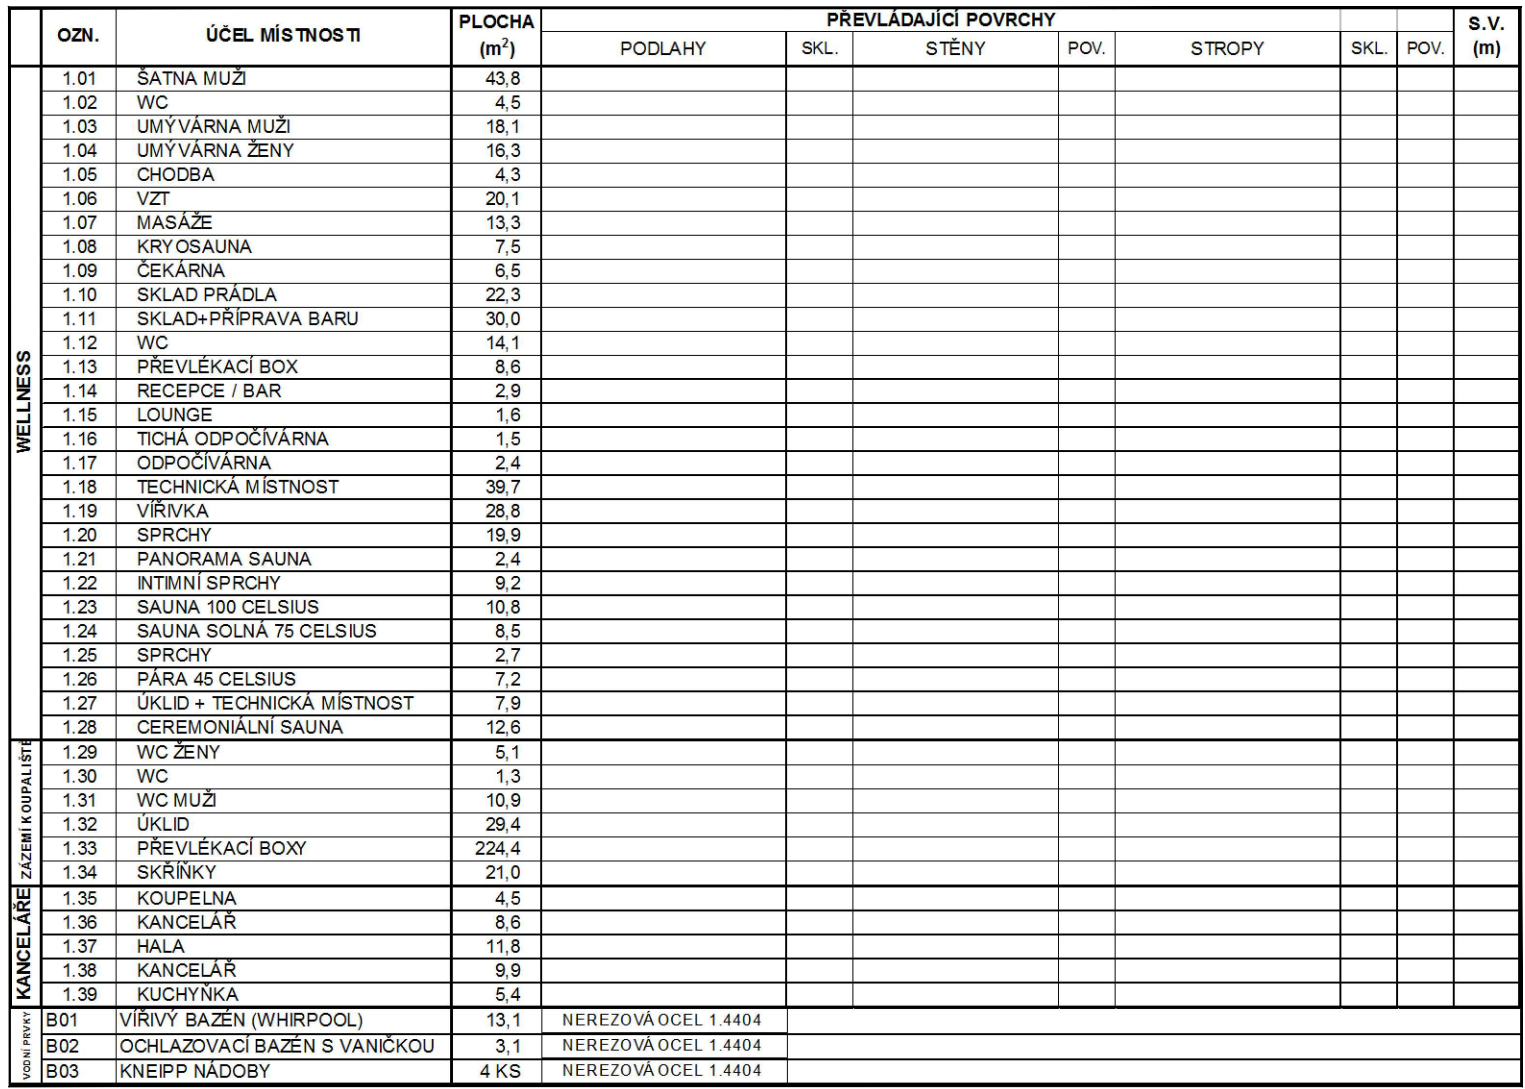 OZN. ÚČEL MÍSTNOSTI PLOCHA (m²) PŘEVLÁDAJÍCÍ POVRCHY S.V. (m)
PODLAHY SKL. STĚNY POV. STROPY SKL. POV.
WELLNESS
1.01 ŠATNA MUŽI 43,8
1.02 WC 4,5
1.03 UMÝVÁRNA MUŽI 18,1
1.04 UMÝVÁRNA ŽENY 16,3
1.05 CHODBA 4,3
1.06 VZT 20,1
1.07 MASÁŽE 13,3
1.08 KRYOSAUNA 7,5
1.09 ČEKÁRNA 6,5
1.10 SKLAD PRÁDLA 22,3
1.11 SKLAD+PŘÍPRAVA BARU 30,0
1.12 WC 14,1
1.13 PŘEVLÉKACÍ BOX 8,6
1.14 RECEPCE / BAR 2,9
1.15 LOUNGE 1,6
1.16 TICHÁ ODPOČÍVÁRNA 1,5
1.17 ODPOČÍVÁRNA 2,4
1.18 TECHNICKÁ MÍSTNOST 39,7
1.19 VÍŘIVKA 28,8
1.20 SPRCHY 19,9
1.21 PANORAMA SAUNA 2,4
1.22 INTIMNÍ SPRCHY 9,2
1.23 SAUNA 100 CELSIUS 10,8
1.24 SAUNA SOLNÁ 75 CELSIUS 8,5
1.25 SPRCHY 2,7
1.26 PÁRA 45 CELSIUS 7,2
1.27 ÚKLID + TECHNICKÁ MÍSTNOST 7,9
1.28 CEREMONIÁLNÍ SAUNA 12,6
ZÁZEMÍ KOUPALIŠTĚ
1.29 WC ŽENY 5,1
1.30 WC 1,3
1.31 WC MUŽI 10,9
1.32 ÚKLID 29,4
1.33 PŘEVLÉKACÍ BOXY 224,4
1.34 SKŘÍŇKY 21,0
KANCELÁŘE
1.35 KOUPELNA 4,5
1.36 KANCELÁŘ 8,6
1.37 HALA 11,8
1.38 KANCELÁŘ 9,9
1.39 KUCHYŇKA 5,4
VODNÍ PRVKY
B01 VÍŘIVÝ BAZÉN (WHIRPOOL) 13,1 NEREZOVÁ OCEL 1.4404
B02 OCHLAZOVACÍ BAZÉN S VANIČKOU 3,1 NEREZOVÁ OCEL 1.4404
B03 KNEIPP NÁDOBY 4 KS NEREZOVÁ OCEL 1.4404